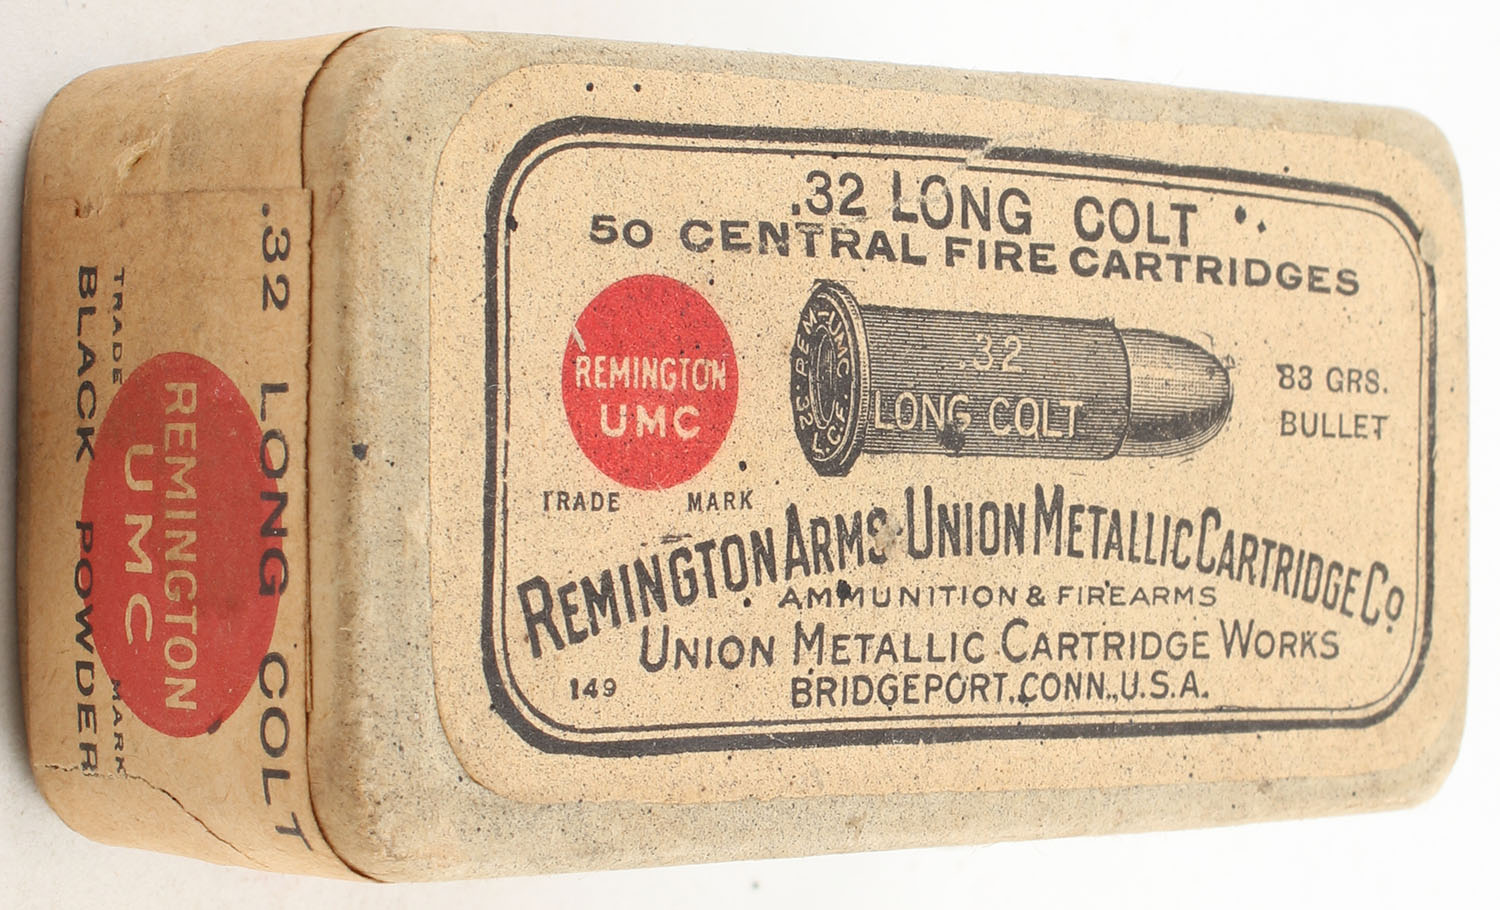 .32 LONG COLT
50 CENTRAL FIRE CARTRIDGES
REMINGTON
UMC
TRADE MARK
REM-UMC
.32
LONG COLT
83 GRS.
BULLET
REMINGTON ARMS-UNION METALLIC CARTRIDGE CO
AMMUNITION & FIREARMS
UNION METALLIC CARTRIDGE WORKS
149
BRIDGEPORT, CONN., U.S.A.
.32 LONG COLT
REMINGTON
UMC
TRADE MARK
BLACK POWDER